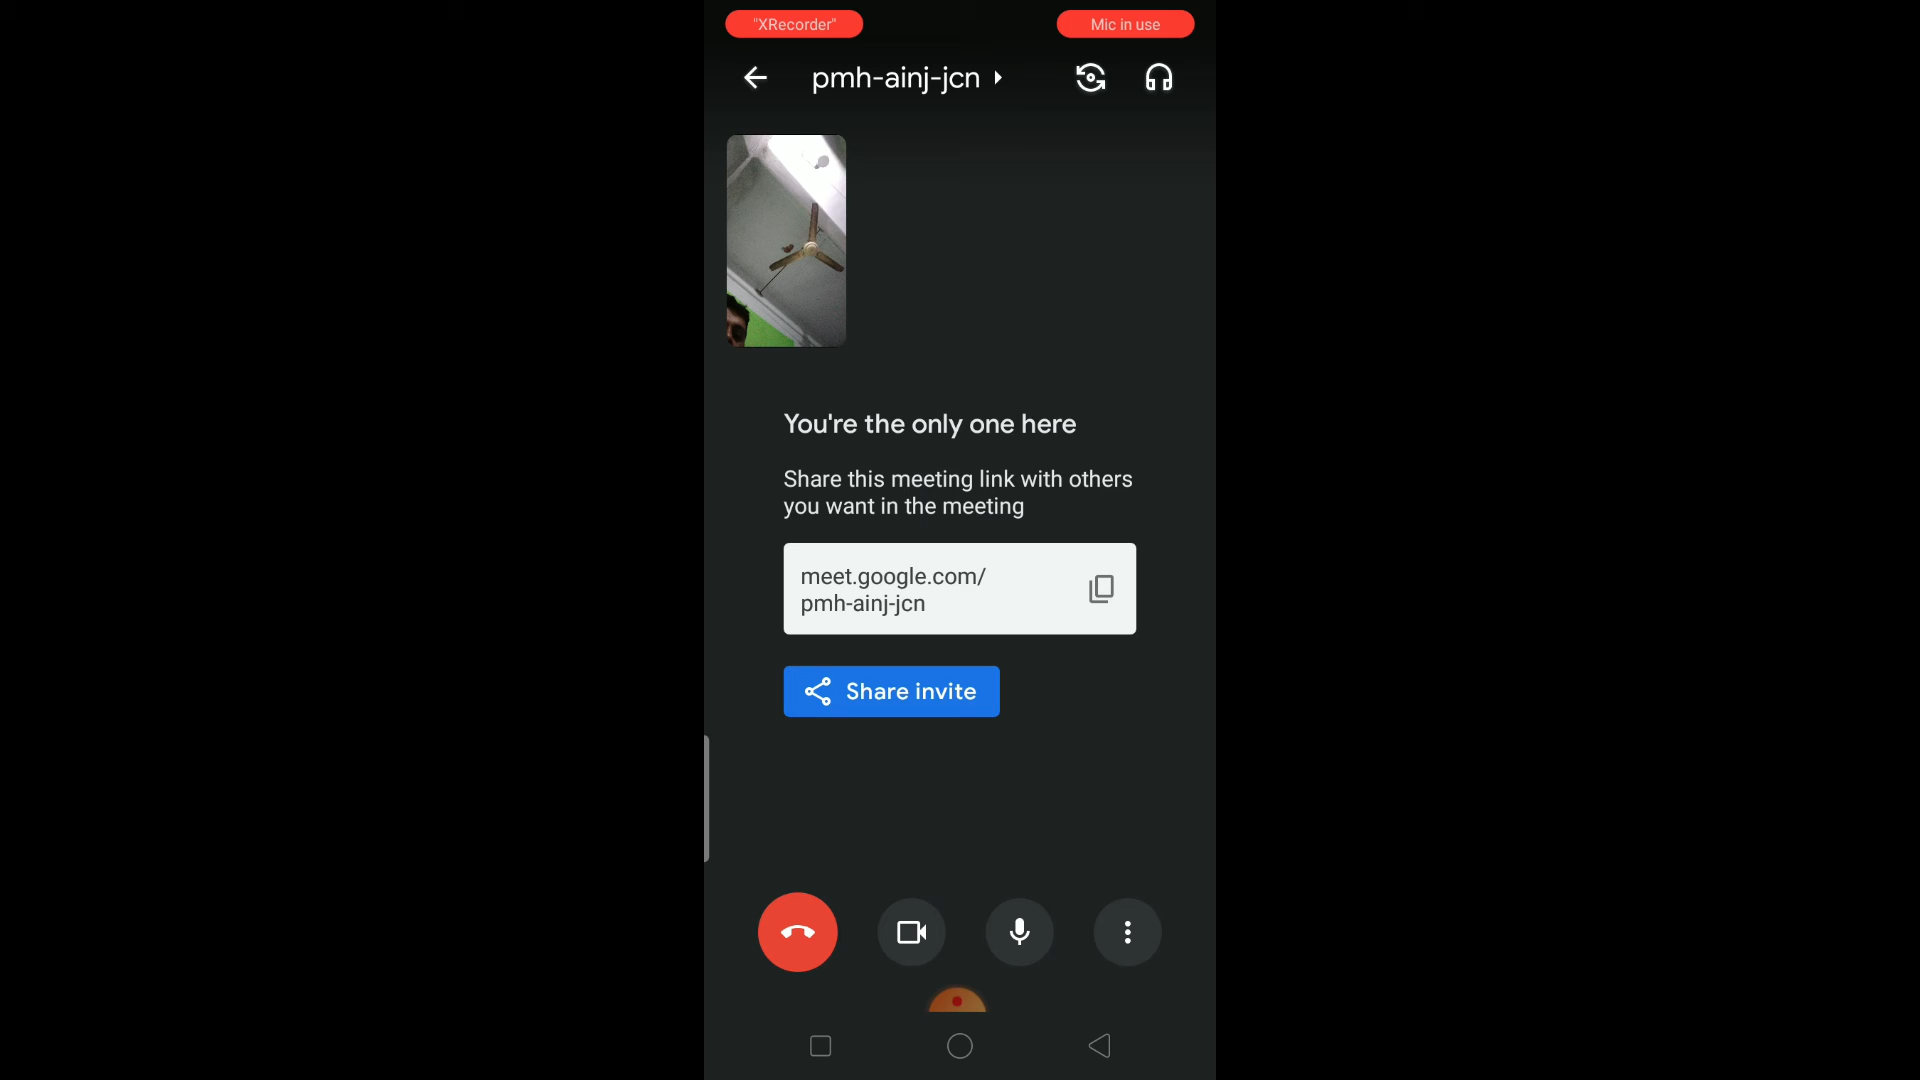 "XRecorder"
Mic in use
pmh-ainj-jcn
You're the only one here
Share this meeting link with others
you want in the meeting
meet.google.com/
pmh-ainj-jcn
Share invite